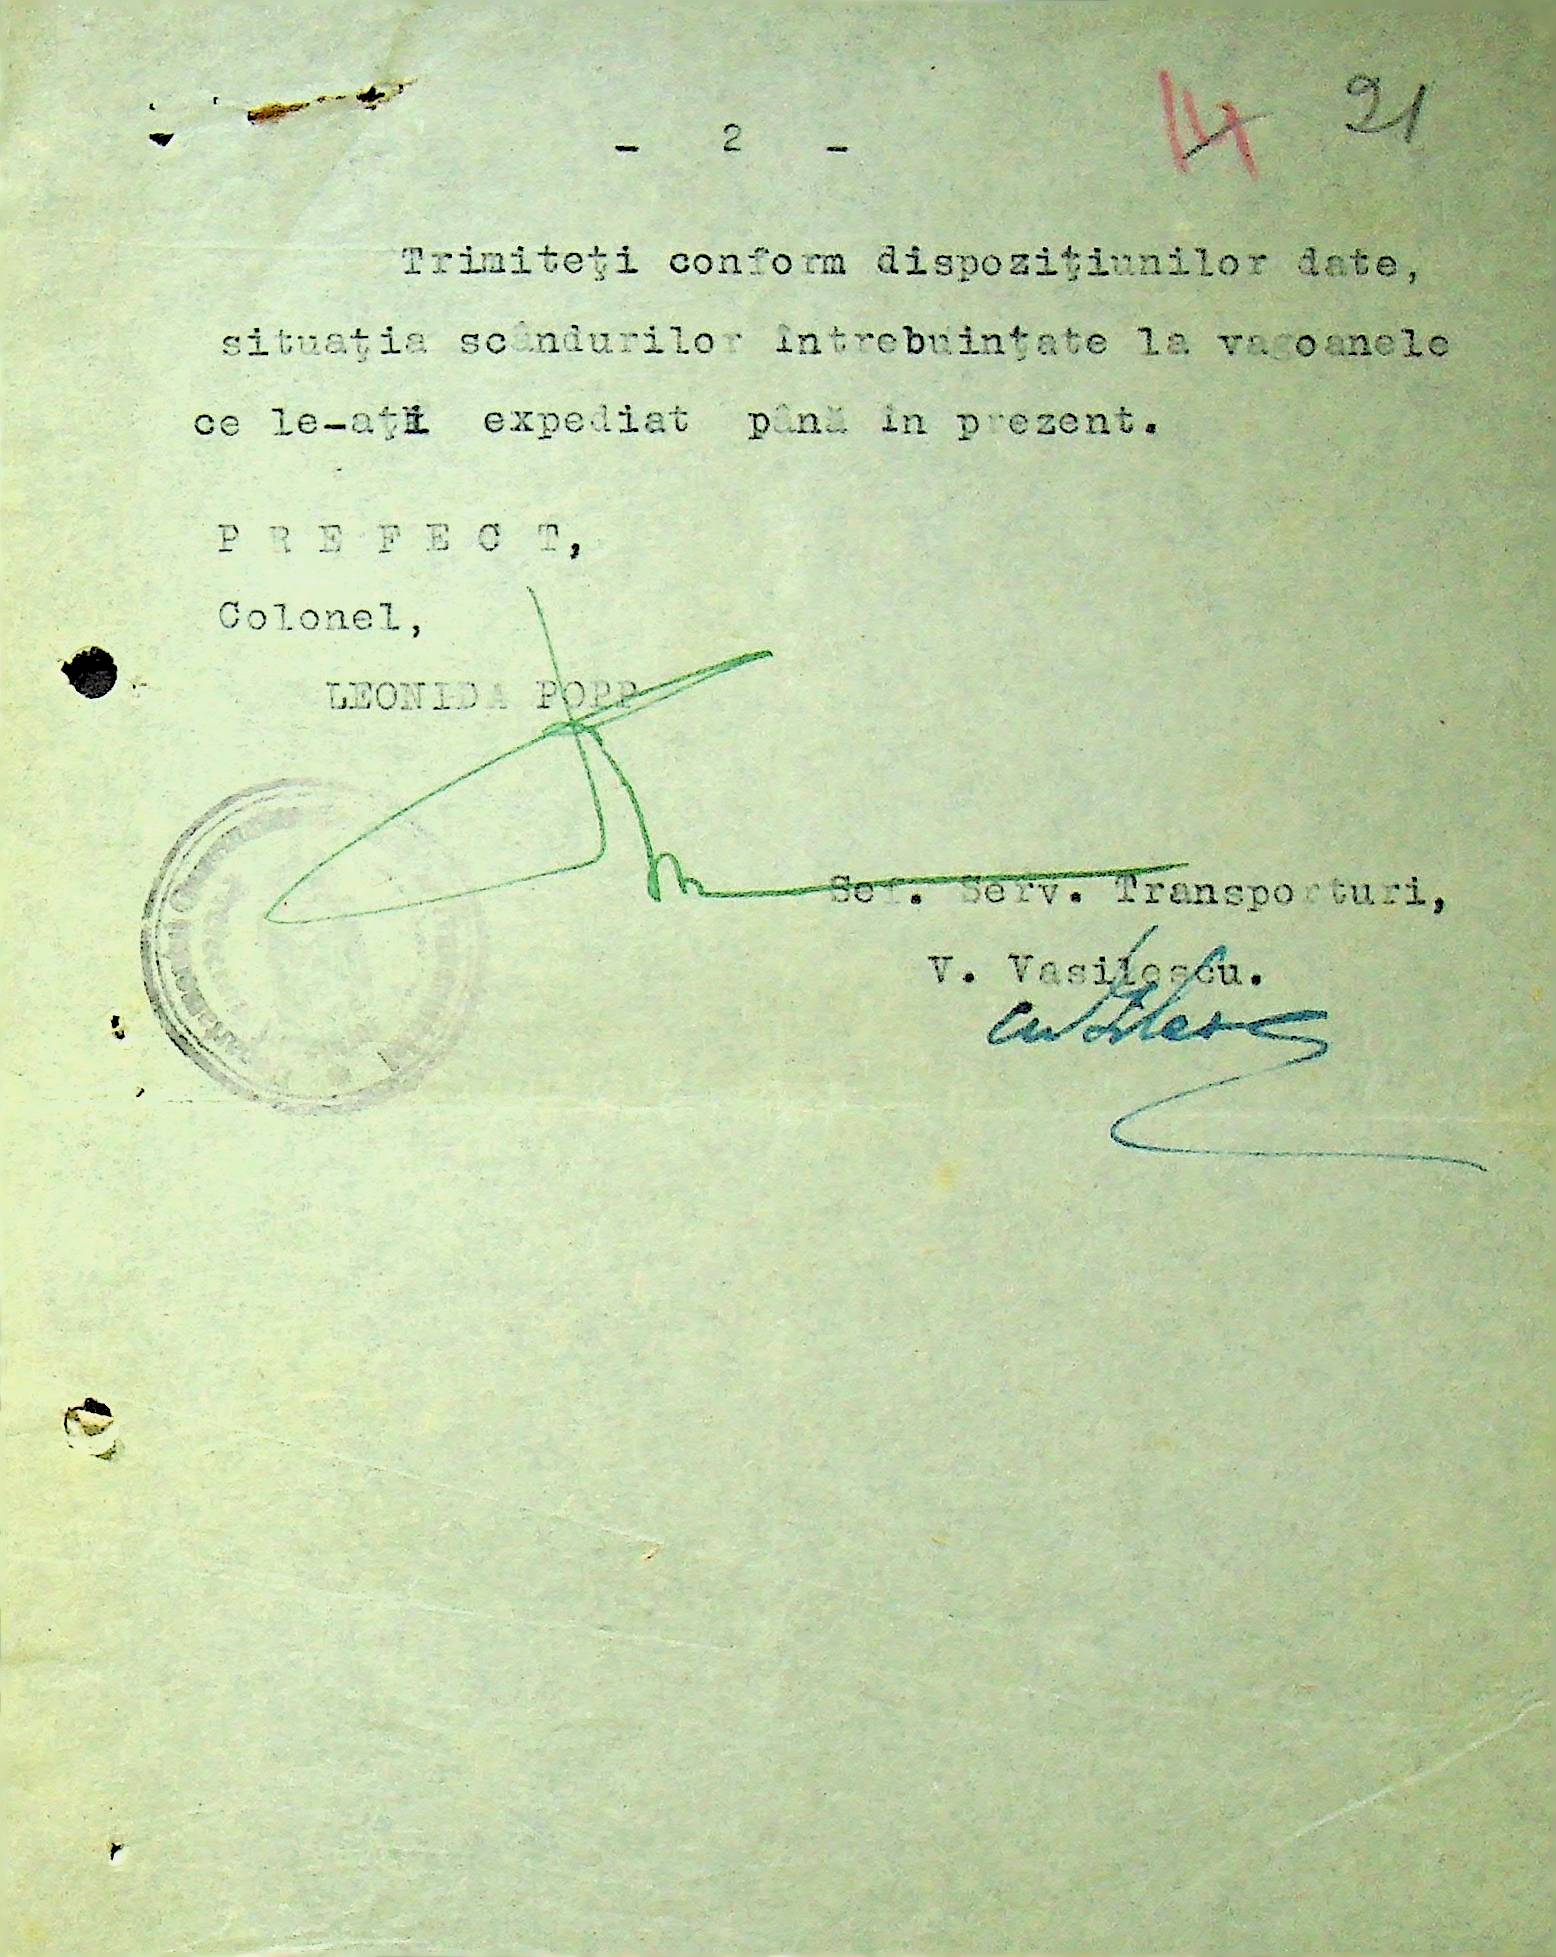 14 21
- 2 -
Trimiteţi conform dispoziţiunilor date,
situaţia scândurilor întrebuinţate la vagoanele
ce le-aţi expediat până în prezent.
P R E F E C T,
Colonel,
LEONIDA POPP
Şef. Serv. Transporturi,
V. Vasilescu.